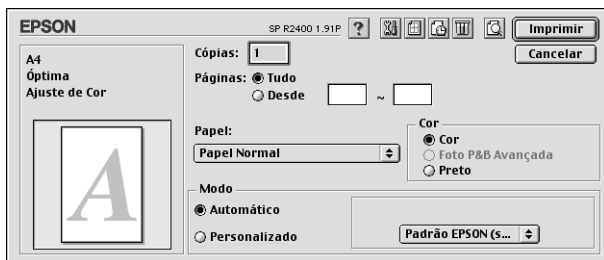 EPSON
SP R2400 1.91P
?
Imprimir
Cancelar
A4
Óptima
Ajuste de Cor
A
Cópias: 1
Páginas: Tudo
Desde ~
Papel:
Papel Normal
Cor
Cor
Foto P&B Avançada
Preto
Modo
Automático
Personalizado
Padrão EPSON (s...